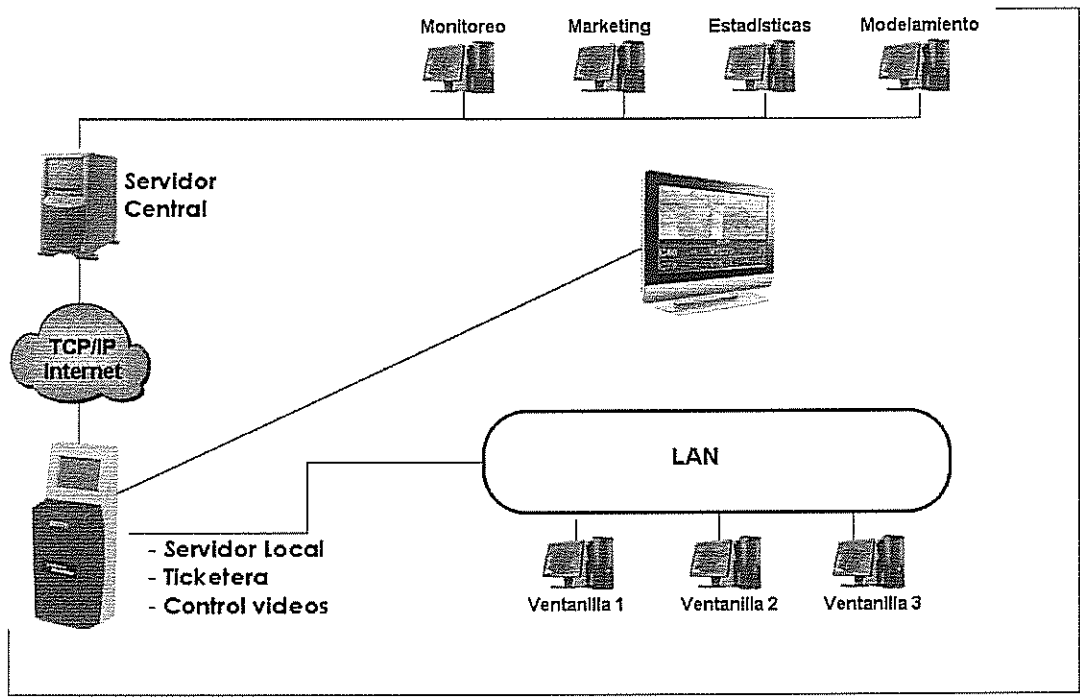 Monitoreo
Marketing
Estadísticas
Modelamiento
Servidor
Central
TCP/IP
Internet
LAN
- Servidor Local
- Ticketera
- Control videos
Ventanilla 1
Ventanilla 2
Ventanilla 3